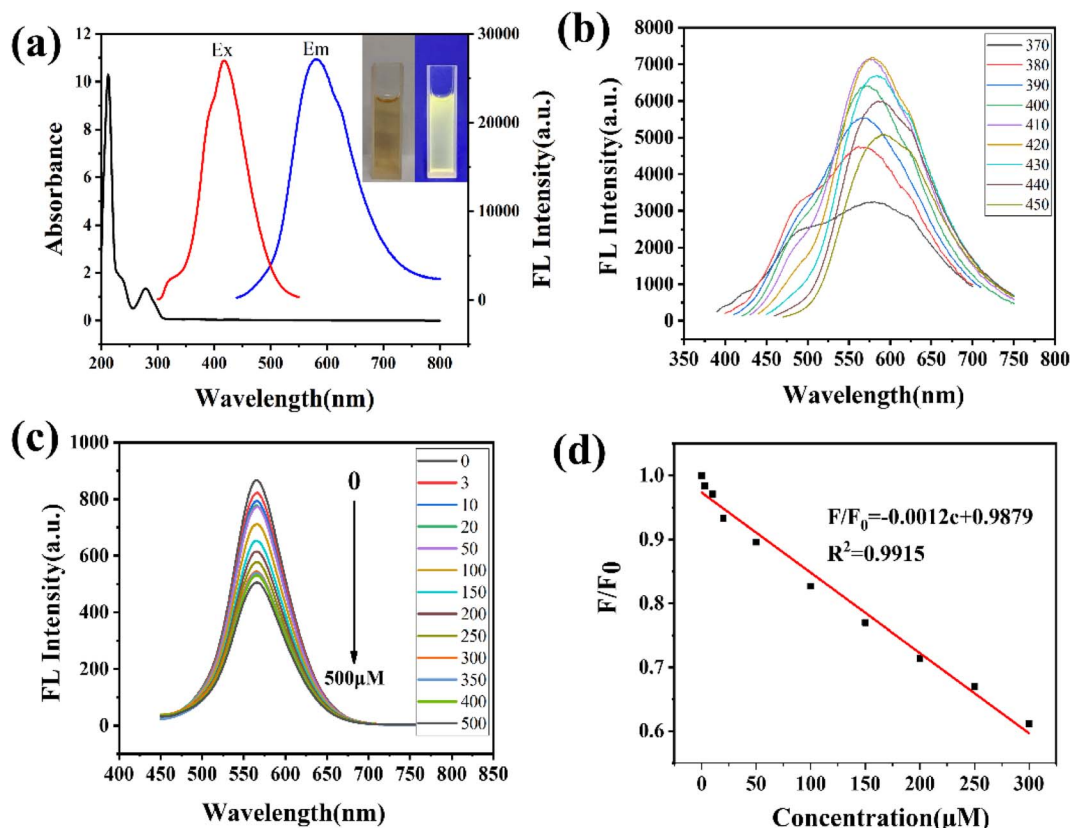 (a)
12
10
8
6
4
2
0
Absorbance
Ex
Em
30000
20000
10000
0
FL Intensity(a.u.)
200 300 400 500 600 700 800
Wavelength(nm)
(b)
8000
7000
6000
5000
4000
3000
2000
1000
0
FL Intensity(a.u.)
370
380
390
400
410
420
430
440
450
350 400 450 500 550 600 650 700 750 800
Wavelength(nm)
(c)
1000
800
600
400
200
0
FL Intensity(a.u.)
0
500μM
0
3
10
20
50
100
150
200
250
300
350
400
500
400 450 500 550 600 650 700 750 800 850
Wavelength(nm)
(d)
1.0
0.9
0.8
0.7
0.6
F/F0
F/F0=-0.0012c+0.9879
R2=0.9915
0 50 100 150 200 250 300
Concentration(μM)